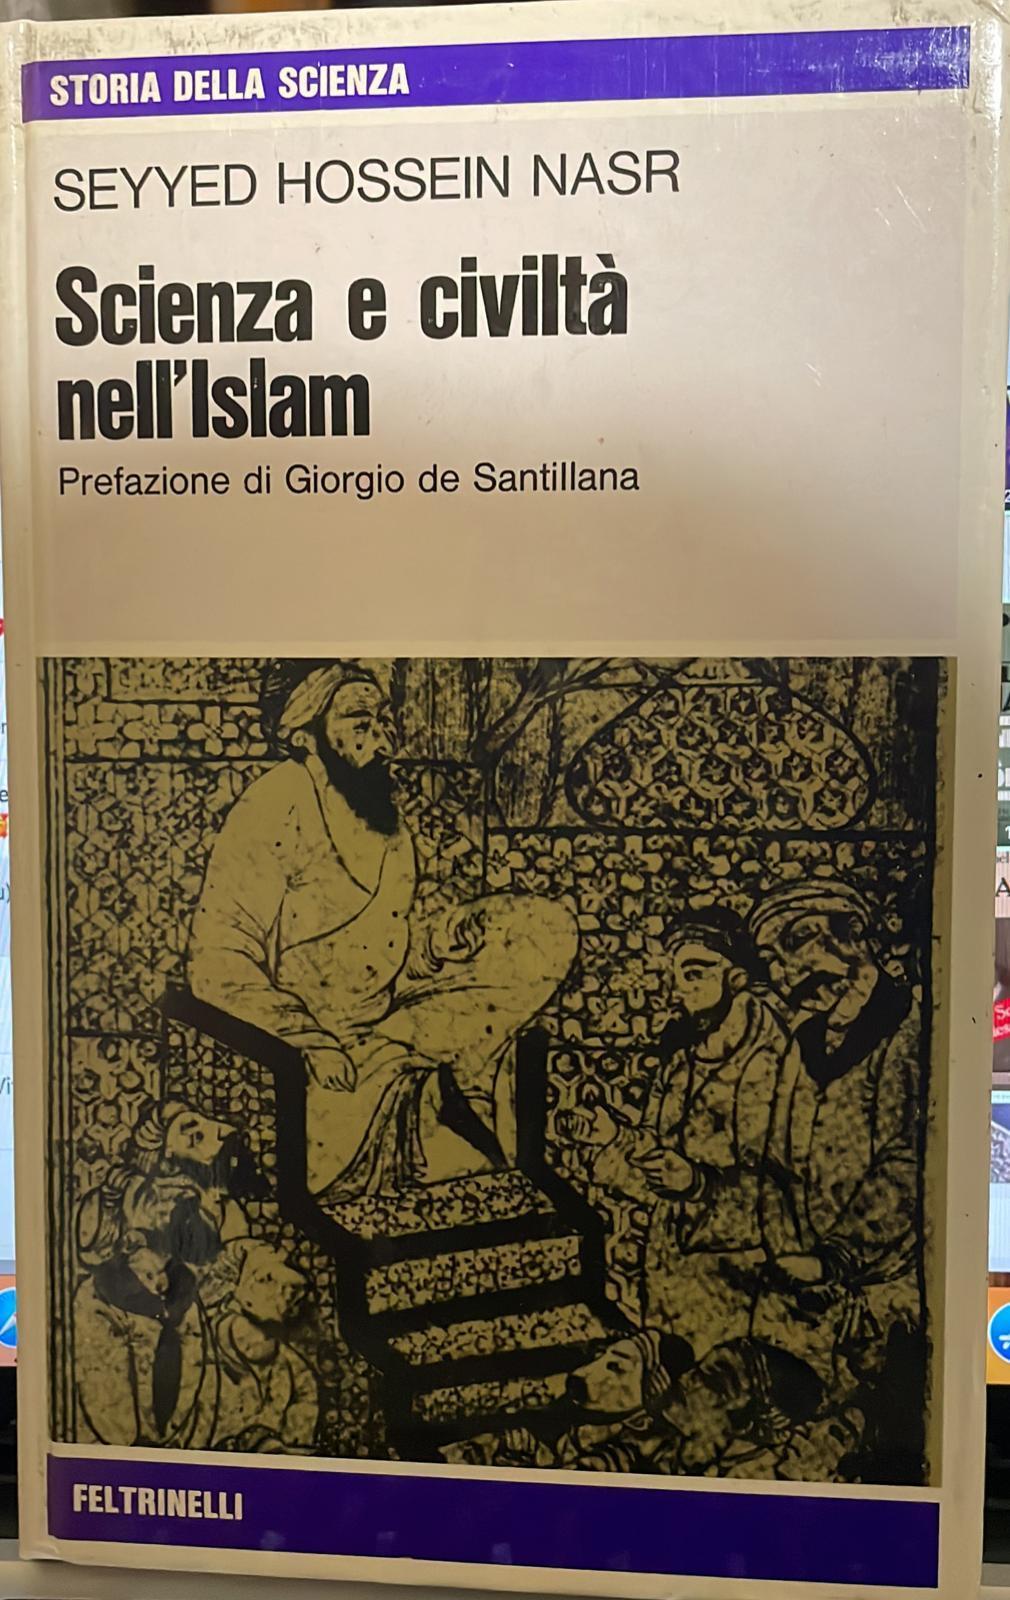 STORIA DELLA SCIENZA
SEYYED HOSSEIN NASR
Scienza e civiltà
nell'Islam
Prefazione di Giorgio de Santillana
FELTRINELLI